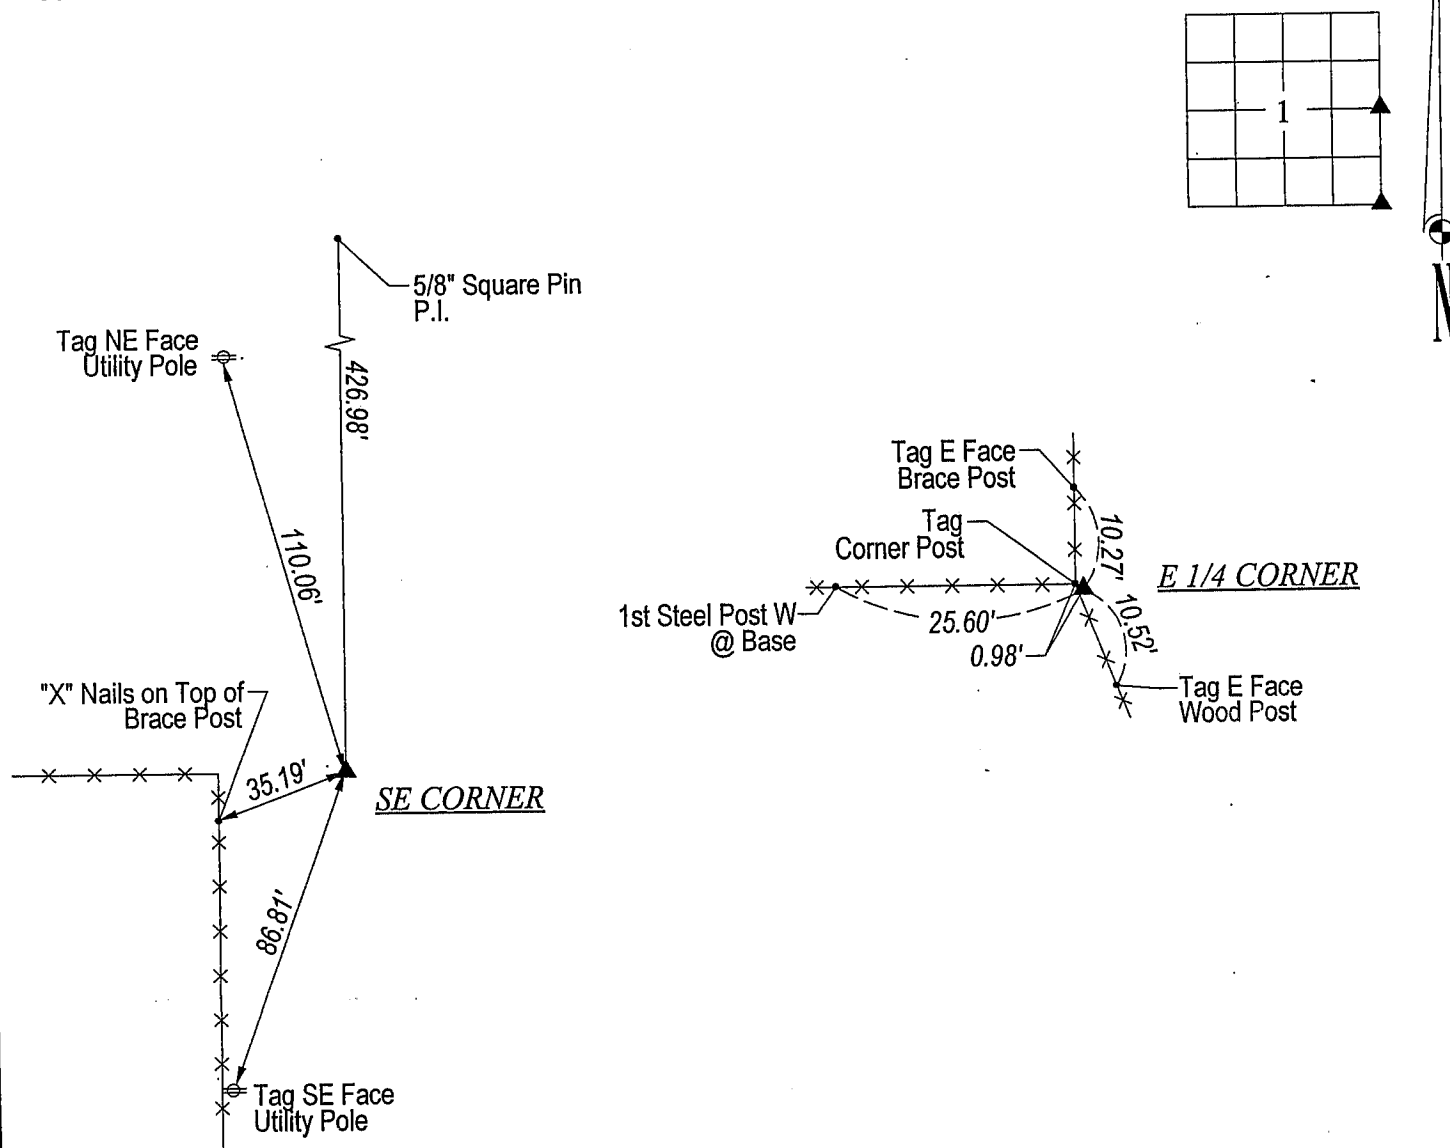 1
5/8" Square Pin
P.I.
Tag NE Face
Utility Pole
426.98'
110.06'
"X" Nails on Top of
Brace Post
35.19'
SE CORNER
86.81'
Tag SE Face
Utility Pole
Tag E Face
Brace Post
Tag
Corner Post
10.27'
E 1/4 CORNER
1st Steel Post W
@ Base
25.60'
0.98'
10.52'
Tag E Face
Wood Post